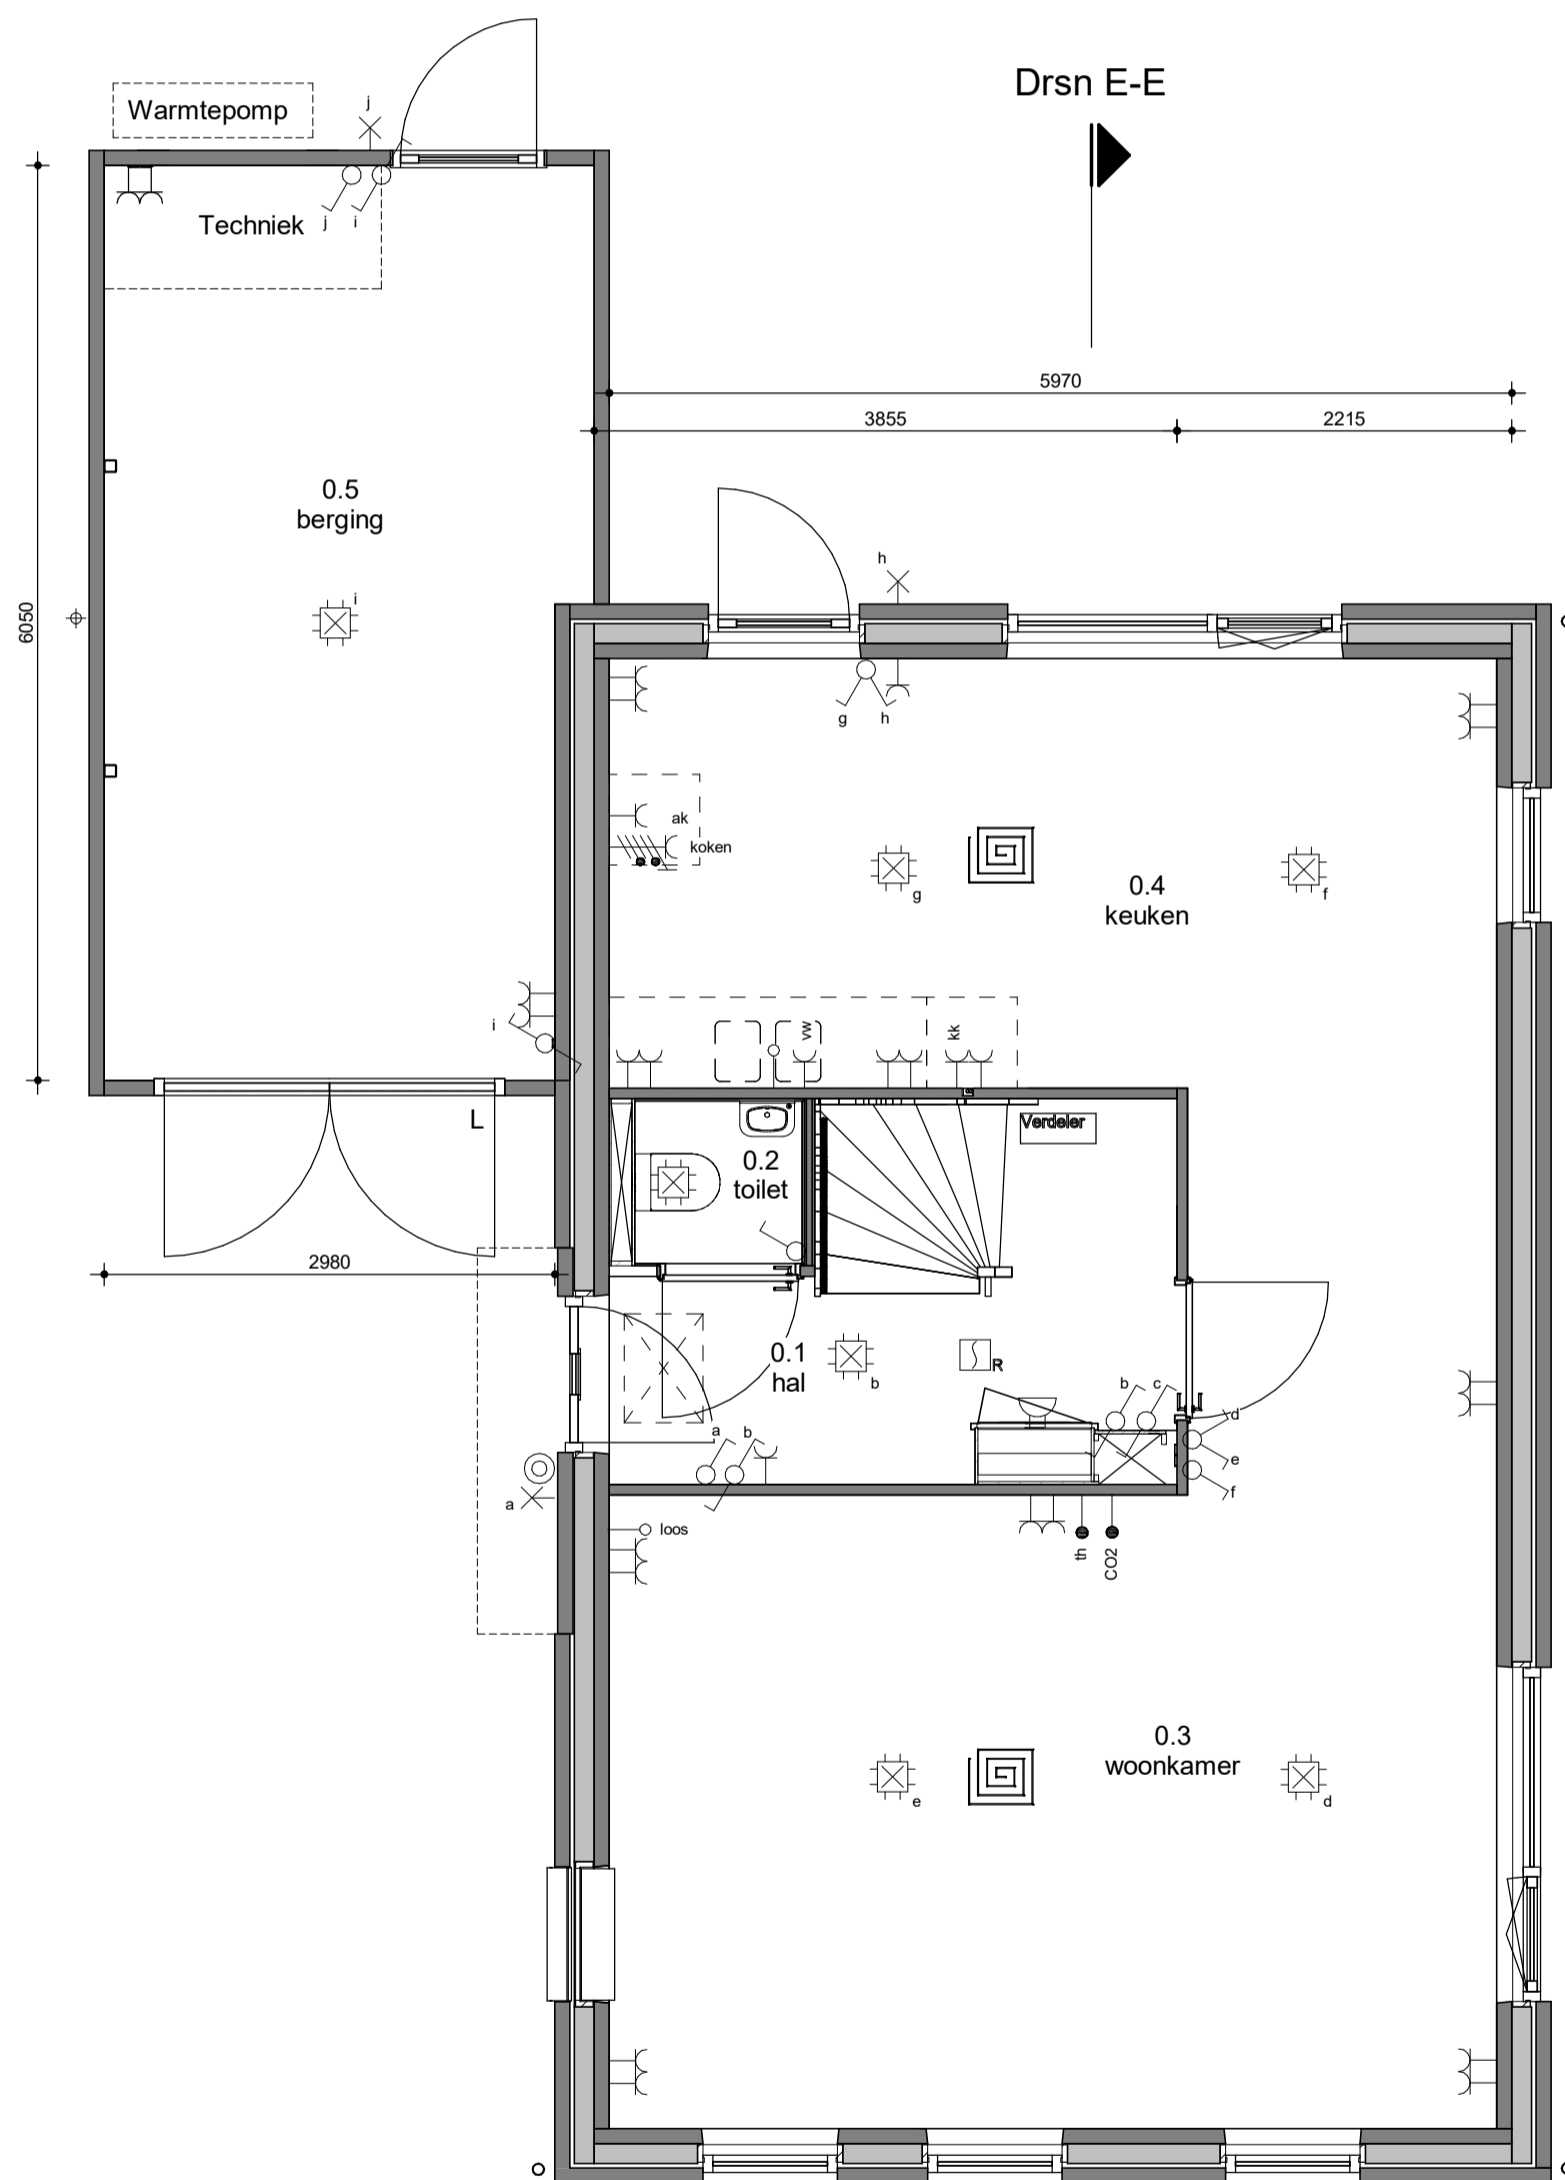 Drsn E-E
Warmtepomp
j
Techniek
j
i
5970
3855
2215
0.5
berging
h
i
6050
g
h
ak
koken
g
0.4
keuken
f
i
vw
kk
L
Verdeler
0.2
toilet
2980
0.1
hal
b
R
a
b
b
c
d
e
f
a
loos
th
CO2
0.3
woonkamer
e
d